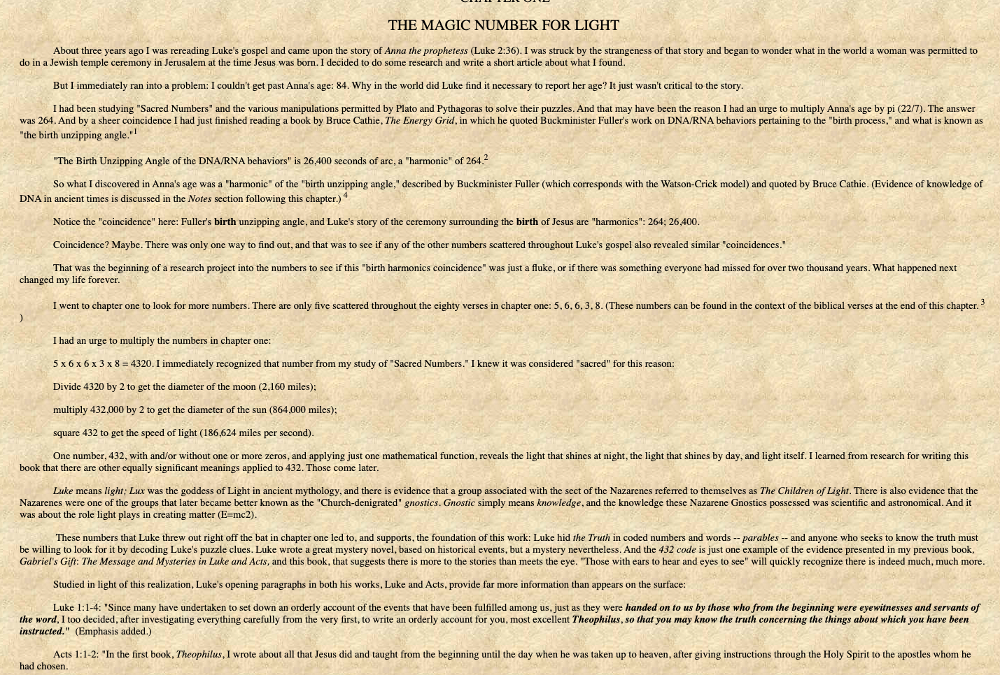 CHAPTER ONE
THE MAGIC NUMBER FOR LIGHT
About three years ago I was rereading Luke's gospel and came upon the story of Anna the prophetess (Luke 2:36). I was struck by the strangeness of that story and began to wonder what in the world a woman was permitted to
do in a Jewish temple ceremony in Jerusalem at the time Jesus was born. I decided to do some research and write a short article about what I found.
But I immediately ran into a problem: I couldn't get past Anna's age: 84. Why in the world did Luke find it necessary to report her age? It just wasn't critical to the story.
I had been studying "Sacred Numbers" and the various manipulations permitted by Plato and Pythagoras to solve their puzzles. And that may have been the reason I had an urge to multiply Anna's age by pi (22/7). The answer
was 264. And by a sheer coincidence I had just finished reading a book by Bruce Cathie, The Energy Grid, in which he quoted Buckminister Fuller's work on DNA/RNA behaviors pertaining to the "birth process," and what is known as
"the birth unzipping angle."1
"The Birth Unzipping Angle of the DNA/RNA behaviors" is 26,400 seconds of arc, a "harmonic" of 264.2
So what I discovered in Anna's age was a "harmonic" of the "birth unzipping angle," described by Buckminister Fuller (which corresponds with the Watson-Crick model) and quoted by Bruce Cathie. (Evidence of knowledge of
DNA in ancient times is discussed in the Notes section following this chapter.) 4
Notice the "coincidence" here: Fuller's birth unzipping angle, and Luke's story of the ceremony surrounding the birth of Jesus are "harmonics": 264; 26,400.
Coincidence? Maybe. There was only one way to find out, and that was to see if any of the other numbers scattered throughout Luke's gospel also revealed similar "coincidences."
That was the beginning of a research project into the numbers to see if this "birth harmonics coincidence" was just a fluke, or if there was something everyone had missed for over two thousand years. What happened next
changed my life forever.
I went to chapter one to look for more numbers. There are only five scattered throughout the eighty verses in chapter one: 5, 6, 6, 3, 8. (These numbers can be found in the context of the biblical verses at the end of this chapter. 3
)
I had an urge to multiply the numbers in chapter one:
5 x 6 x 6 x 3 x 8 = 4320. I immediately recognized that number from my study of "Sacred Numbers." I knew it was considered "sacred" for this reason:
Divide 4320 by 2 to get the diameter of the moon (2,160 miles);
multiply 432,000 by 2 to get the diameter of the sun (864,000 miles);
square 432 to get the speed of light (186,624 miles per second).
One number, 432, with and/or without one or more zeros, and applying just one mathematical function, reveals the light that shines at night, the light that shines by day, and light itself. I learned from research for writing this
book that there are other equally significant meanings applied to 432. Those come later.
Luke means light; Lux was the goddess of Light in ancient mythology, and there is evidence that a group associated with the sect of the Nazarenes referred to themselves as The Children of Light. There is also evidence that the
Nazarenes were one of the groups that later became better known as the "Church-denigrated" gnostics. Gnostic simply means knowledge, and the knowledge these Nazarene Gnostics possessed was scientific and astronomical. And it
was about the role light plays in creating matter (E=mc2).
These numbers that Luke threw out right off the bat in chapter one led to, and supports, the foundation of this work: Luke hid the Truth in coded numbers and words -- parables -- and anyone who seeks to know the truth must
be willing to look for it by decoding Luke's puzzle clues. Luke wrote a great mystery novel, based on historical events, but a mystery nevertheless. And the 432 code is just one example of the evidence presented in my previous book,
Gabriel's Gift: The Message and Mysteries in Luke and Acts, and this book, that suggests there is more to the stories than meets the eye. "Those with ears to hear and eyes to see" will quickly recognize there is indeed much, much more.
Studied in light of this realization, Luke's opening paragraphs in both his works, Luke and Acts, provide far more information than appears on the surface:
Luke 1:1-4: "Since many have undertaken to set down an orderly account of the events that have been fulfilled among us, just as they were handed on to us by those who from the beginning were eyewitnesses and servants of
the word, I too decided, after investigating everything carefully from the very first, to write an orderly account for you, most excellent Theophilus, so that you may know the truth concerning the things about which you have been
instructed." (Emphasis added.)
Acts 1:1-2: "In the first book, Theophilus, I wrote about all that Jesus did and taught from the beginning until the day when he was taken up to heaven, after giving instructions through the Holy Spirit to the apostles whom he
had chosen.